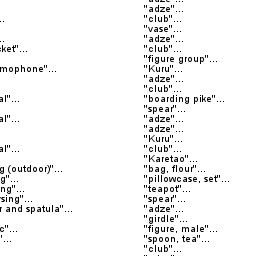 ..
..
ket"...
mophone"...
al"...
al"...
al"...
g (outdoor)"...
g"...
ng"...
sing"...
r and spatula"...
c"...
"...
"adze"...
"club"...
"vase"...
"adze"...
"club"...
"figure group"...
"Kuru"...
"adze"...
"club"...
"boarding pike"...
"spear"...
"adze"...
"adze"...
"Kuru"...
"club"...
"Karetao"...
"bag, flour"...
"pillowcase, set"...
"teapot"...
"spear"...
"adze"...
"girdle"...
"figure, male"...
"spoon, tea"...
"club"...